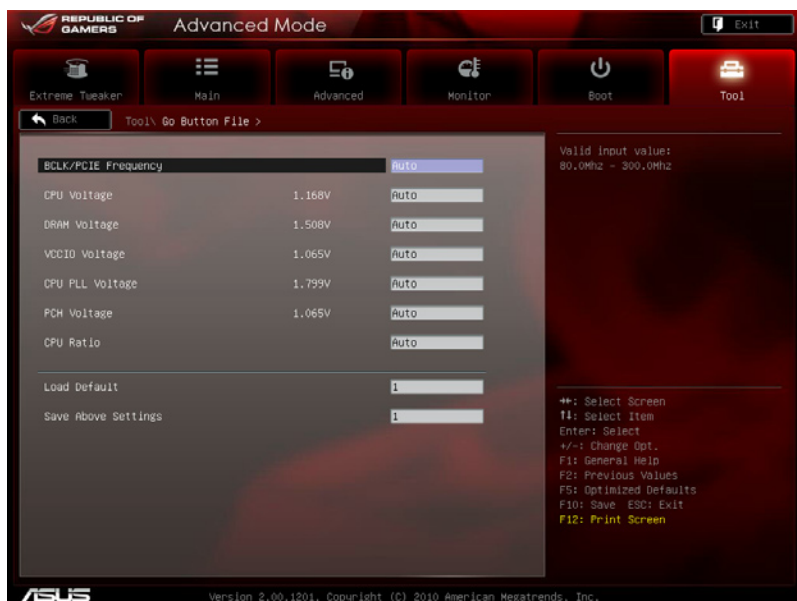 REPUBLIC OF
GAMERS
Advanced Mode
Exit
Extreme Tweaker
Main
Advanced
Monitor
Boot
Tool
Back
Tool\ Go Button File >
BCLK/PCIE Frequency Auto
CPU Voltage 1.168V Auto
DRAM Voltage 1.508V Auto
VCCIO Voltage 1.065V Auto
CPU PLL Voltage 1.799V Auto
PCH Voltage 1.065V Auto
CPU Ratio Auto
Load Default 1
Save Above Settings 1
Valid input value:
80.0Mhz - 300.0Mhz
→←: Select Screen
↑↓: Select Item
Enter: Select
+/-: Change Opt.
F1: General Help
F2: Previous Values
F5: Optimized Defaults
F10: Save ESC: Exit
F12: Print Screen
ASUS
Version 2.00.1201. Copyright (C) 2010 American Megatrends, Inc.